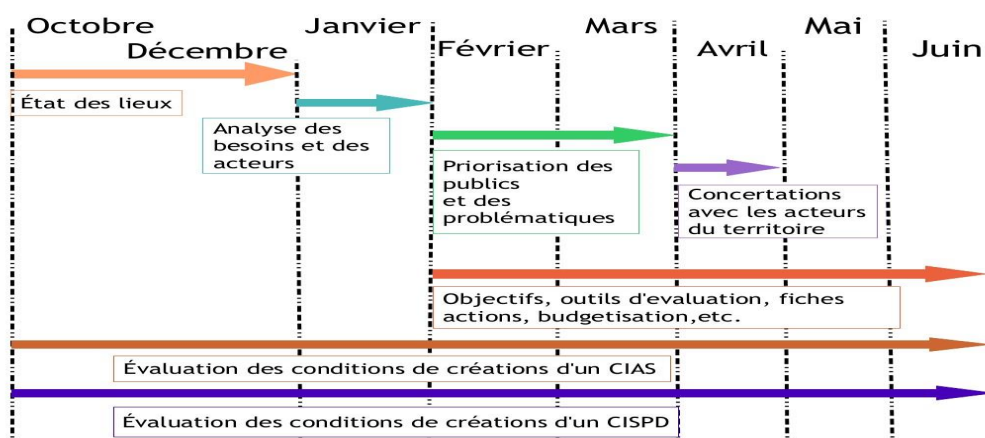 Octobre
Décembre
Janvier
Février
Mars
Avril
Mai
Juin
État des lieux
Analyse des
besoins et des
acteurs
Priorisation des
publics
et des
problématiques
Concertations
avec les acteurs
du territoire
Objectifs, outils d'evaluation, fiches
actions, budgetisation,etc.
Évaluation des conditions de créations d'un CIAS
Évaluation des conditions de créations d'un CISPD